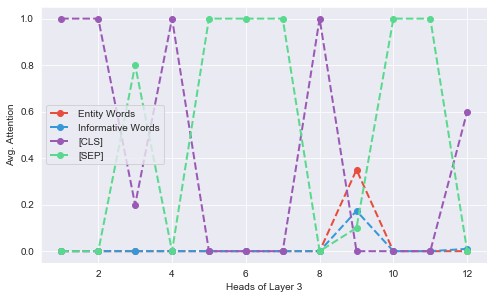 1.0
0.8
0.6
0.4
0.2
0.0
Avg. Attention
Entity Words
Informative Words
[CLS]
[SEP]
2 4 6 8 10 12
Heads of Layer 3